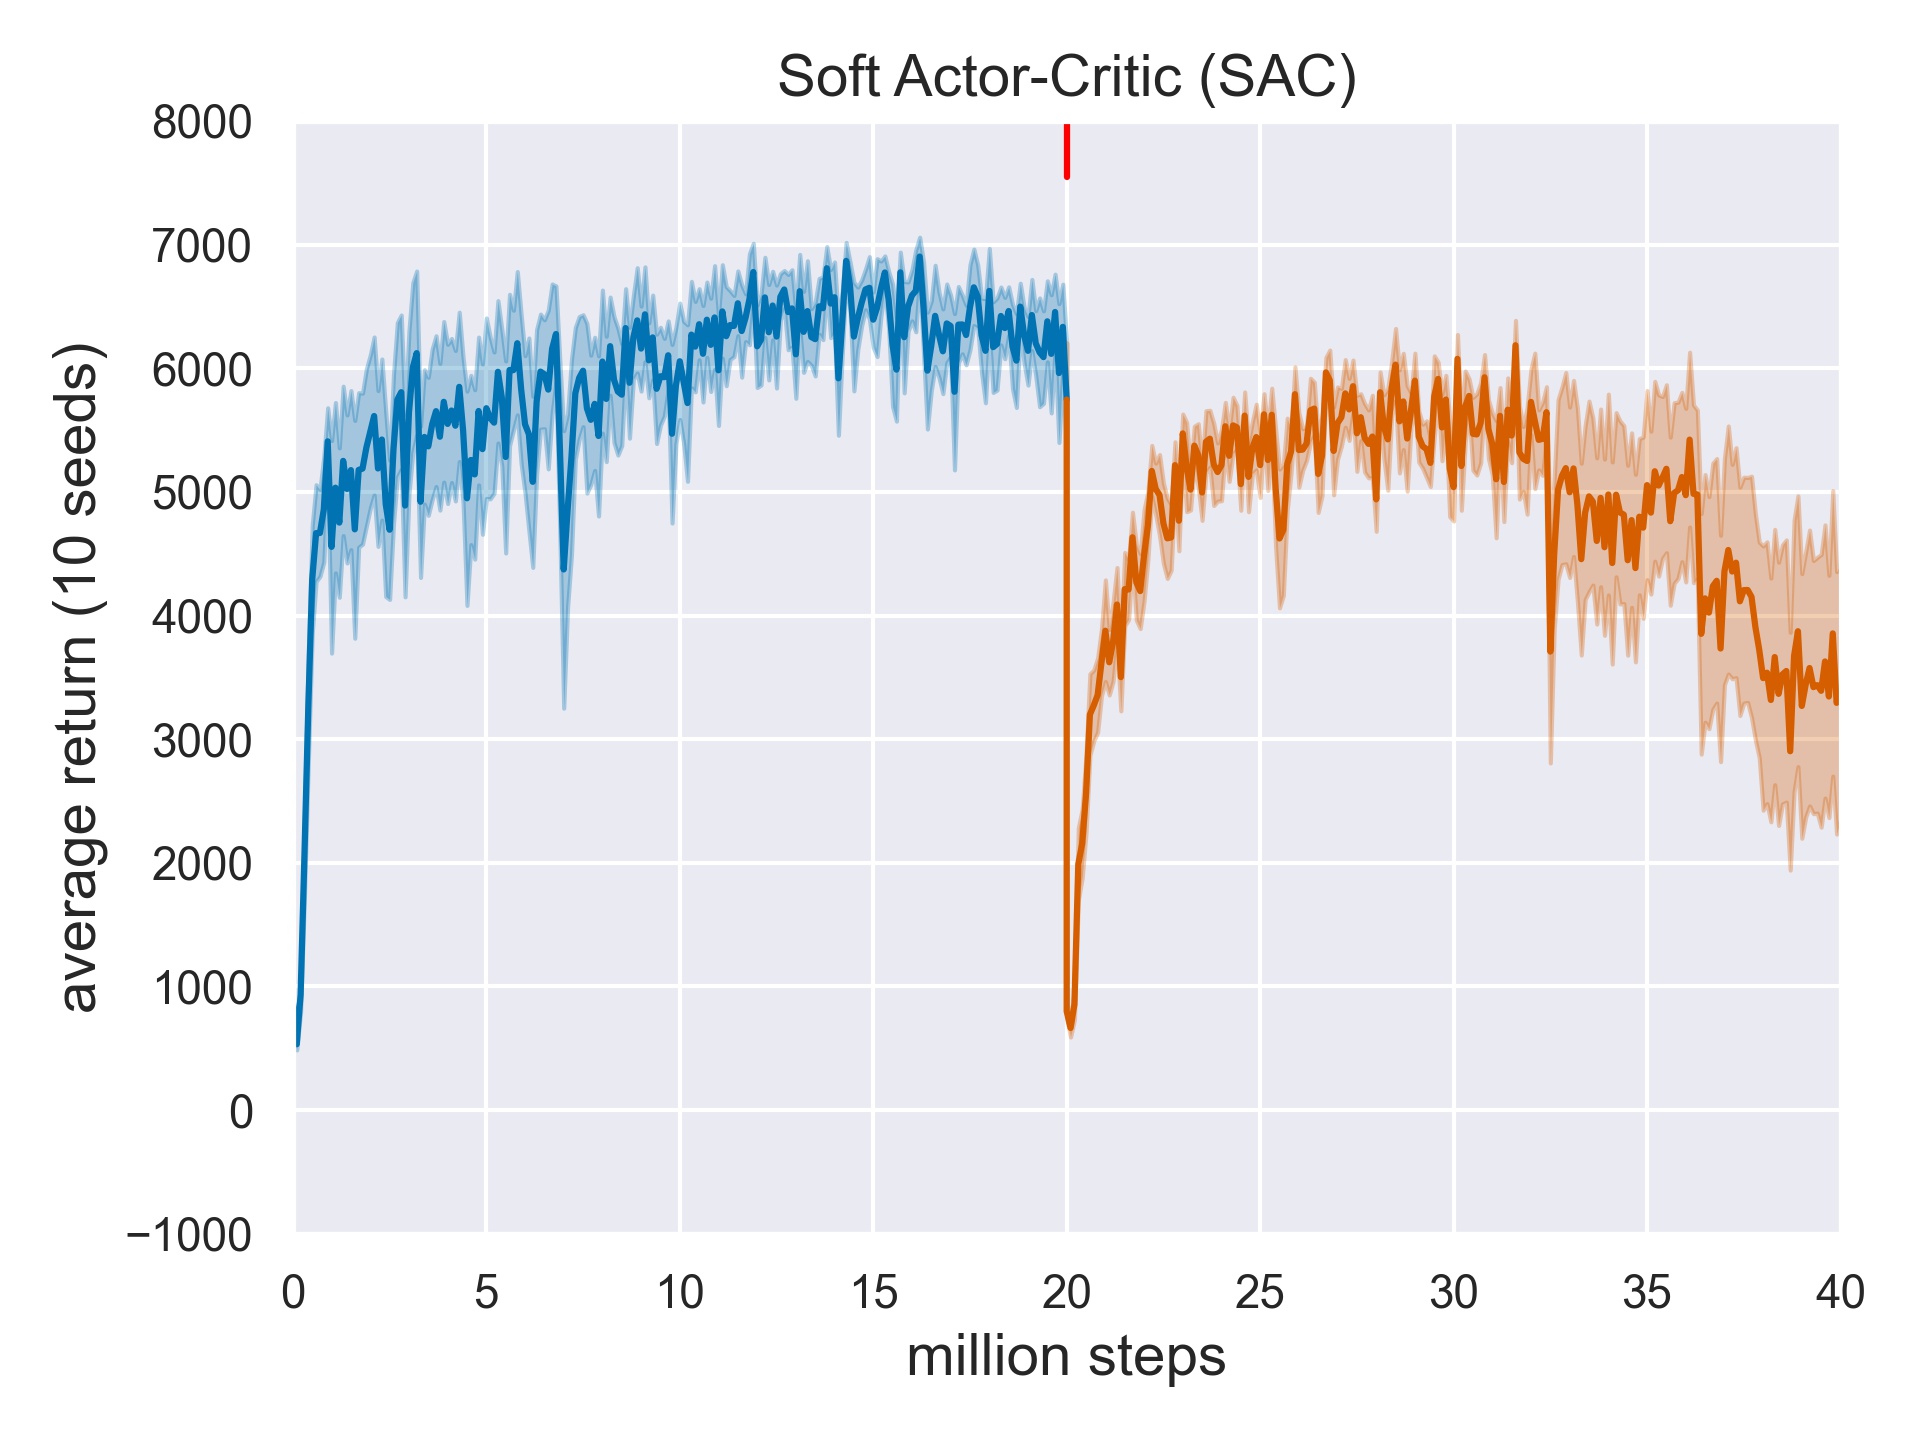 Soft Actor-Critic (SAC)
8000
7000
6000
5000
4000
3000
2000
1000
0
−1000
average return (10 seeds)
0 5 10 15 20 25 30 35 40
million steps